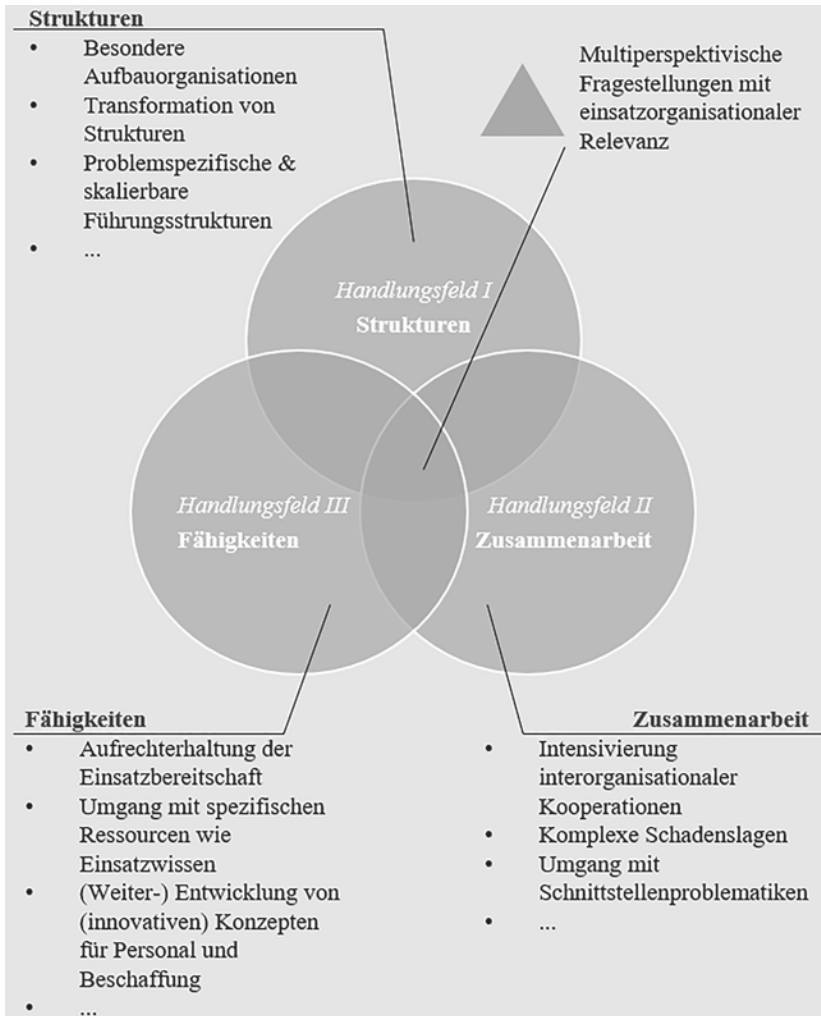 Strukturen
• Besondere
Aufbauorganisationen
• Transformation von
Strukturen
• Problemspezifische &
skalierbare
Führungsstrukturen
• ...
Multiperspektivische
Fragestellungen mit
einsatzorganisationaler
Relevanz
Handlungsfeld I
Strukturen
Handlungsfeld III
Fähigkeiten
Handlungsfeld II
Zusammenarbeit
Fähigkeiten
• Aufrechterhaltung der
Einsatzbereitschaft
• Umgang mit spezifischen
Ressourcen wie
Einsatzwissen
• (Weiter-) Entwicklung von
(innovativen) Konzepten
für Personal und
Beschaffung
• ...
Zusammenarbeit
• Intensivierung
interorganisationaler
Kooperationen
• Komplexe Schadenslagen
• Umgang mit
Schnittstellenproblematiken
• ...